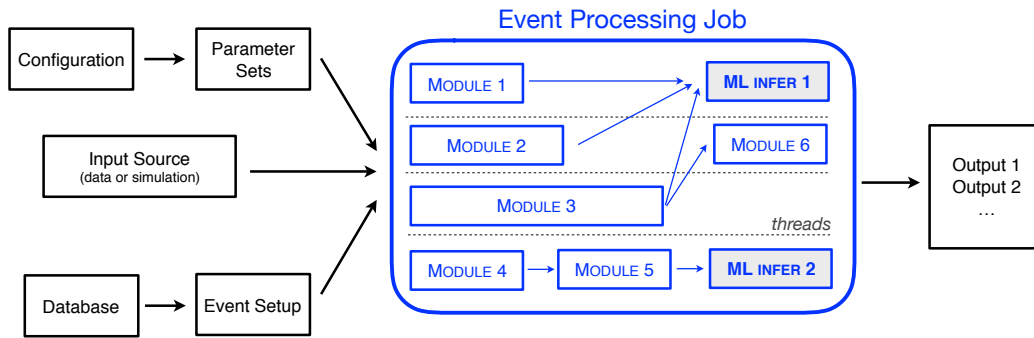 Event Processing Job
Configuration
Parameter
Sets
MODULE 1
ML INFER 1
MODULE 2
MODULE 6
Input Source
(data or simulation)
Output 1
Output 2
...
MODULE 3
threads
MODULE 4
MODULE 5
ML INFER 2
Database
Event Setup